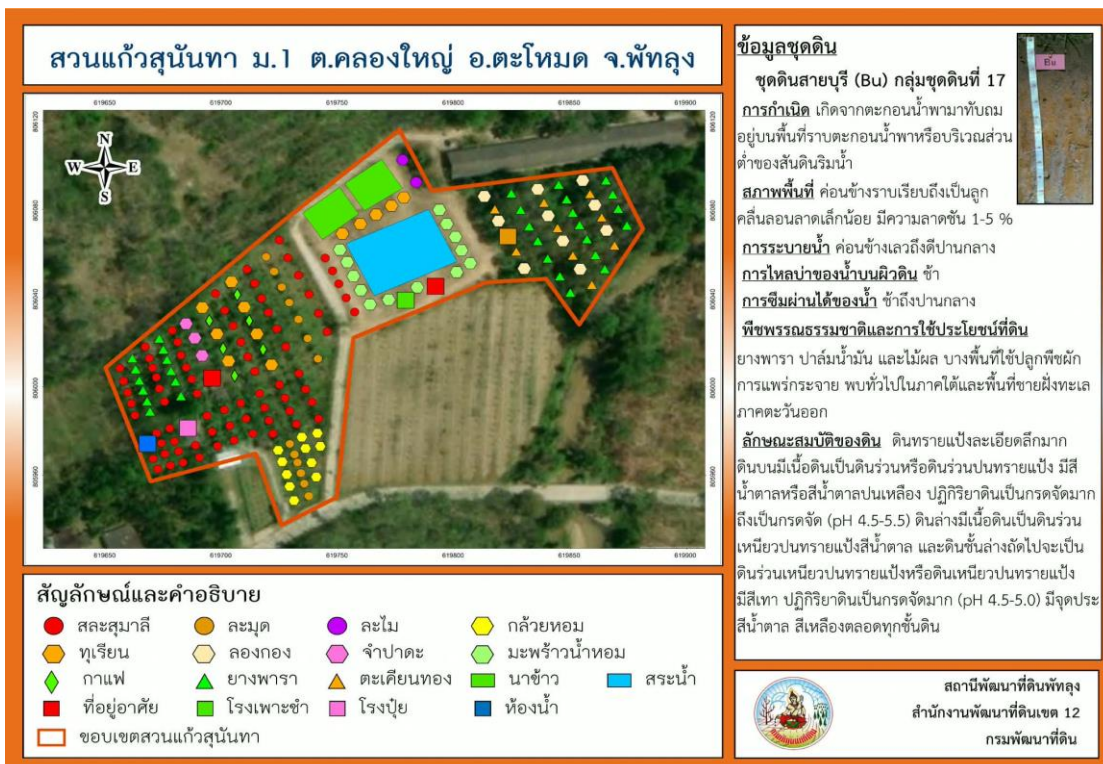 สวนแก้วสุนันทา ม.1 ต.คลองใหญ่ อ.ตะโหมด จ.พัทลุง
619650 619700 619750 619800 619850 619900
806120 806120
806080 806080
806040 806040
806000 806000
805960 805960
N
W E
S
619650 619700 619750 619800 619850 619900
สัญลักษณ์และคำอธิบาย
สละสุมาลี ละมุด ละไม กล้วยหอม
ทุเรียน ลองกอง จำปาดะ มะพร้าวน้ำหอม
กาแฟ ยางพารา ตะเคียนทอง นาข้าว สระน้ำ
ที่อยู่อาศัย โรงเพาะชำ โรงปุ๋ย ห้องน้ำ
ขอบเขตสวนแก้วสุนันทา
ข้อมูลชุดดิน
ชุดดินสายบุรี (Bu) กลุ่มชุดดินที่ 17
Bu
การกำเนิด เกิดจากตะกอนน้ำพามาทับถม
อยู่บนพื้นที่ราบตะกอนน้ำพาหรือบริเวณส่วน
ต่ำของสันดินริมน้ำ
สภาพพื้นที่ ค่อนข้างราบเรียบถึงเป็นลูก
คลื่นลอนลาดเล็กน้อย มีความลาดชัน 1-5 %
การระบายน้ำ ค่อนข้างเลวถึงดีปานกลาง
การไหลบ่าของน้ำบนผิวดิน ช้า
การซึมผ่านได้ของน้ำ ช้าถึงปานกลาง
พืชพรรณธรรมชาติและการใช้ประโยชน์ที่ดิน
ยางพารา ปาล์มน้ำมัน และไม้ผล บางพื้นที่ใช้ปลูกพืชผัก
การแพร่กระจาย พบทั่วไปในภาคใต้และพื้นที่ชายฝั่งทะเล
ภาคตะวันออก
ลักษณะสมบัติของดิน ดินทรายแป้งละเอียดลึกมาก
ดินบนมีเนื้อดินเป็นดินร่วนหรือดินร่วนปนทรายแป้ง มีสี
น้ำตาลหรือสีน้ำตาลปนเหลือง ปฏิกิริยาดินเป็นกรดจัดมาก
ถึงเป็นกรดจัด (pH 4.5-5.5) ดินล่างมีเนื้อดินเป็นดินร่วน
เหนียวปนทรายแป้งสีน้ำตาล และดินชั้นล่างถัดไปจะเป็น
ดินร่วนเหนียวปนทรายแป้งหรือดินเหนียวปนทรายแป้ง
มีสีเทา ปฏิกิริยาดินเป็นกรดจัดมาก (pH 4.5-5.0) มีจุดประ
สีน้ำตาล สีเหลืองตลอดทุกชั้นดิน
สถานีพัฒนาที่ดินพัทลุง
สำนักงานพัฒนาที่ดินเขต 12
กรมพัฒนาที่ดิน